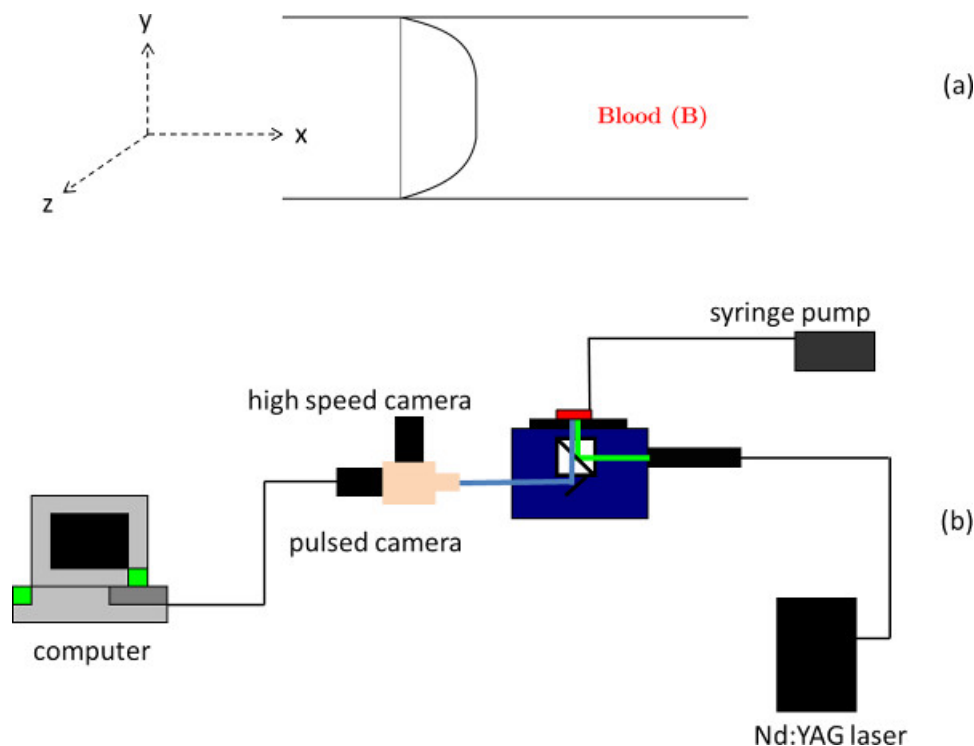 y
(a)
Blood (B)
x
z
syringe pump
high speed camera
pulsed camera
(b)
computer
Nd:YAG laser